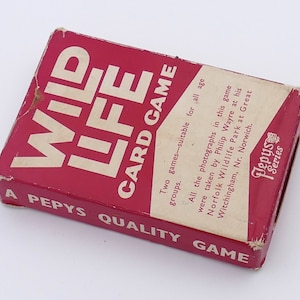 WILD
LIFE
CARD GAME
Two games—suitable for all age
groups.
All the photographs in this game
were taken by Philip Wayre at his
Norfolk Wildlife Park at Great
Witchingham, Nr. Norwich.
Pepys
Series
A PEPYS QUALITY GAME